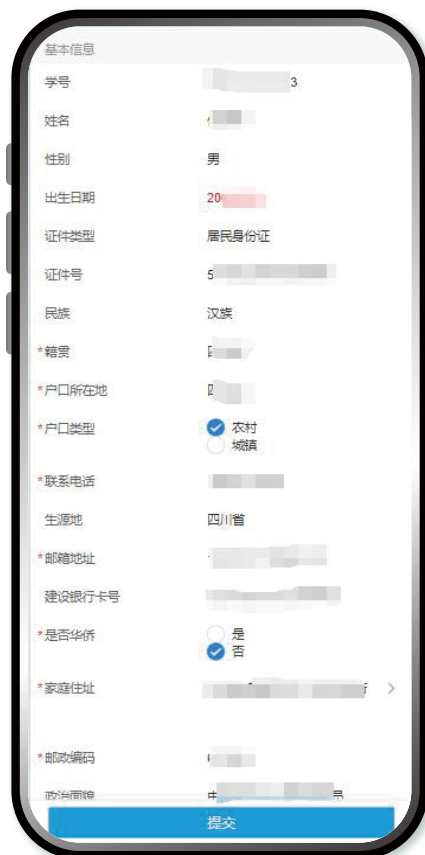 基本信息
学号 3
姓名
性别 男
出生日期 20
证件类型 居民身份证
证件号 5
民族 汉族
*籍贯
*户口所在地
*户口类型 农村
城镇
*联系电话
生源地 四川省
*邮箱地址
建设银行卡号
*是否华侨 是
否
*家庭住址
*邮政编码
政治面貌 员
提交